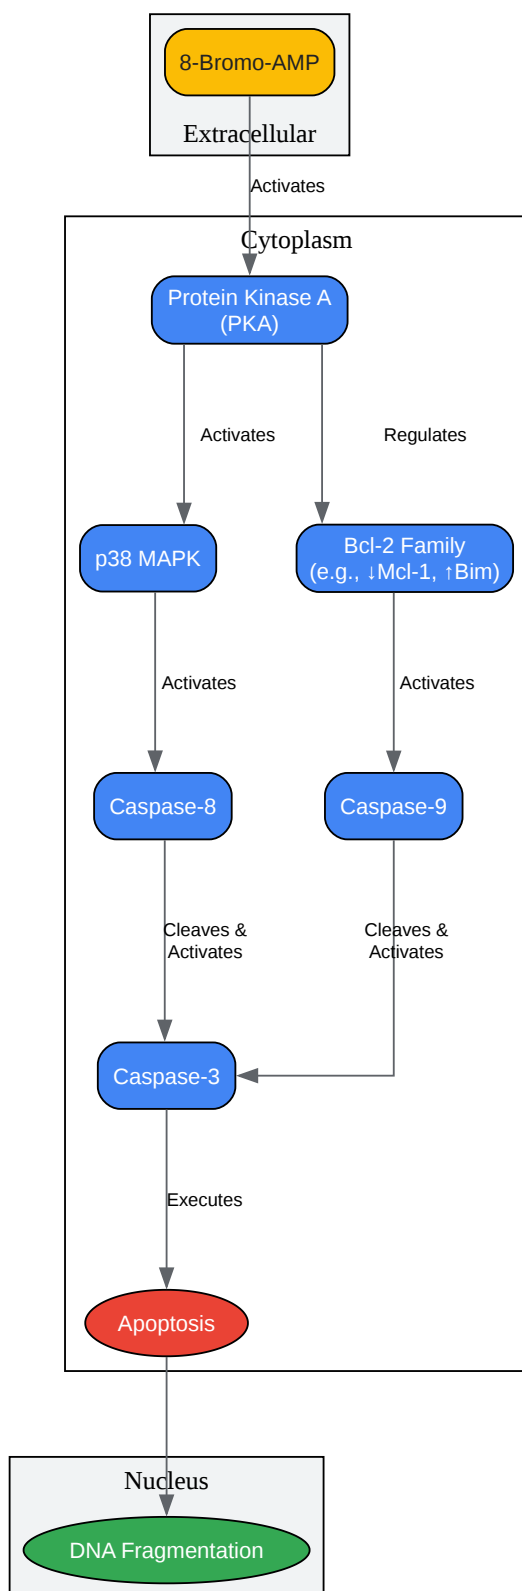 8-Bromo-AMP
Extracellular
Activates
Cytoplasm
Protein Kinase A
(PKA)
Activates
Regulates
p38 MAPK
Bcl-2 Family
(e.g., ↓Mcl-1, ↑Bim)
Activates
Activates
Caspase-8
Caspase-9
Cleaves &
Activates
Cleaves &
Activates
Caspase-3
Executes
Apoptosis
Nucleus
DNA Fragmentation